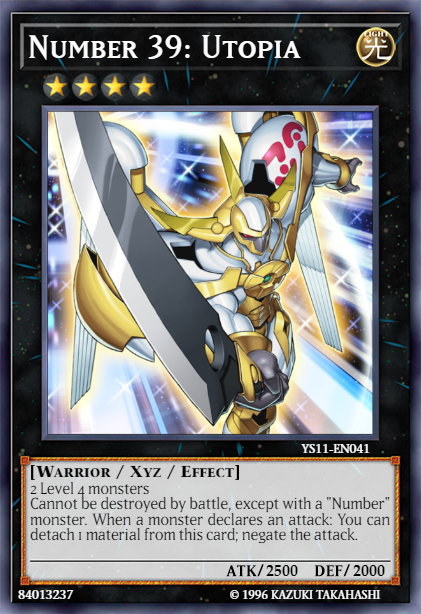 Number 39: Utopia
LIGHT
光
YS11-EN041
[Warrior / Xyz / Effect]
2 Level 4 monsters
Cannot be destroyed by battle, except with a "Number"
monster. When a monster declares an attack: You can
detach 1 material from this card; negate the attack.
ATK/2500 DEF/2000
84013237
©1996 KAZUKI TAKAHASHI